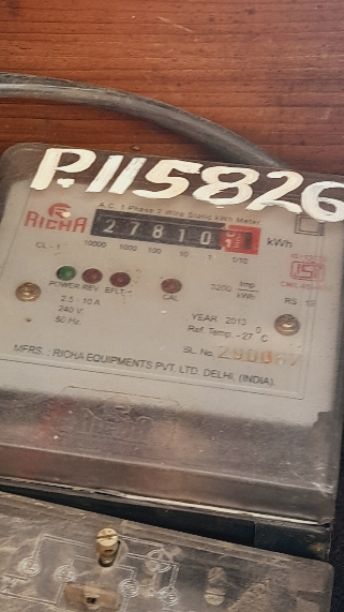 P.115826
RICHA
A.C. 1 Phase 2 Wire Static kWh Meter
27810 kWh
CL - 1 10000 1000 100 10 1 1/10
POWER REV. EFLT. CAL
3200 Imp/kWh
RS
2.5 - 10 A
240 V
50 Hz.
YEAR 2013
Ref. Temp. -27 °C
SL. No. 290067
MFRS. : RICHA EQUIPMENTS PVT. LTD. DELHI. (INDIA).